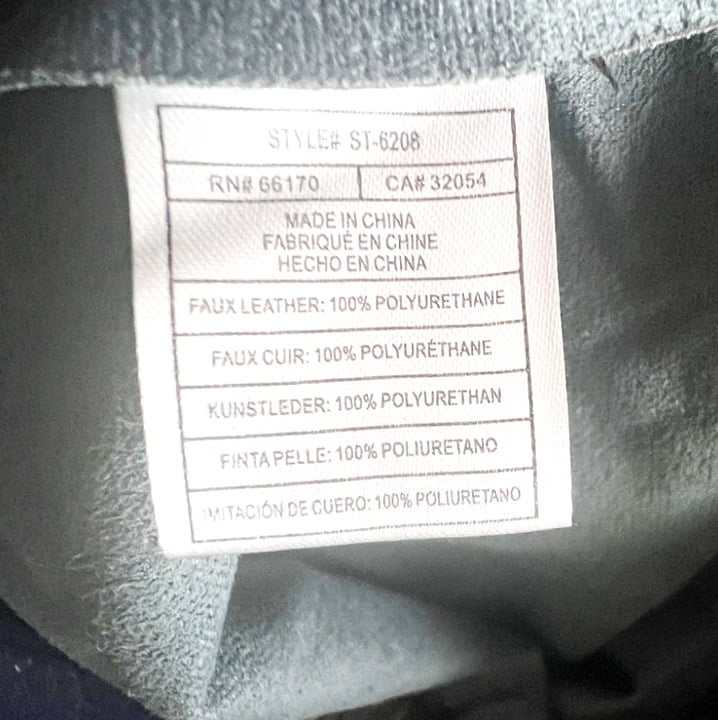 STYLE# ST-6208
RN# 66170 CA# 32054
MADE IN CHINA
FABRIQUÉ EN CHINE
HECHO EN CHINA
FAUX LEATHER: 100% POLYURETHANE
FAUX CUIR: 100% POLYURÉTHANE
KUNSTLEDER: 100% POLYURETHAN
FINTA PELLE: 100% POLIURETANO
IMITACIÓN DE CUERO: 100% POLIURETANO